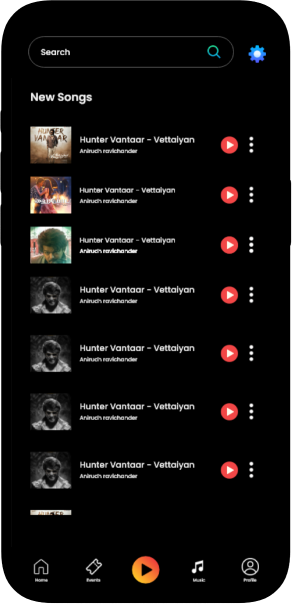 Search
New Songs
HUNTER
VANTAAR
Hunter Vantaar - Vettaiyan
Anirudh ravichander
Hunter Vantaar - Vettaiyan
Anirudh ravichander
Hunter Vantaar - Vettaiyan
Anirudh ravichander
Hunter Vantaar - Vettaiyan
Anirudh ravichander
Hunter Vantaar - Vettaiyan
Anirudh ravichander
Hunter Vantaar - Vettaiyan
Anirudh ravichander
Hunter Vantaar - Vettaiyan
Anirudh ravichander
Home
Events
Music
Profile